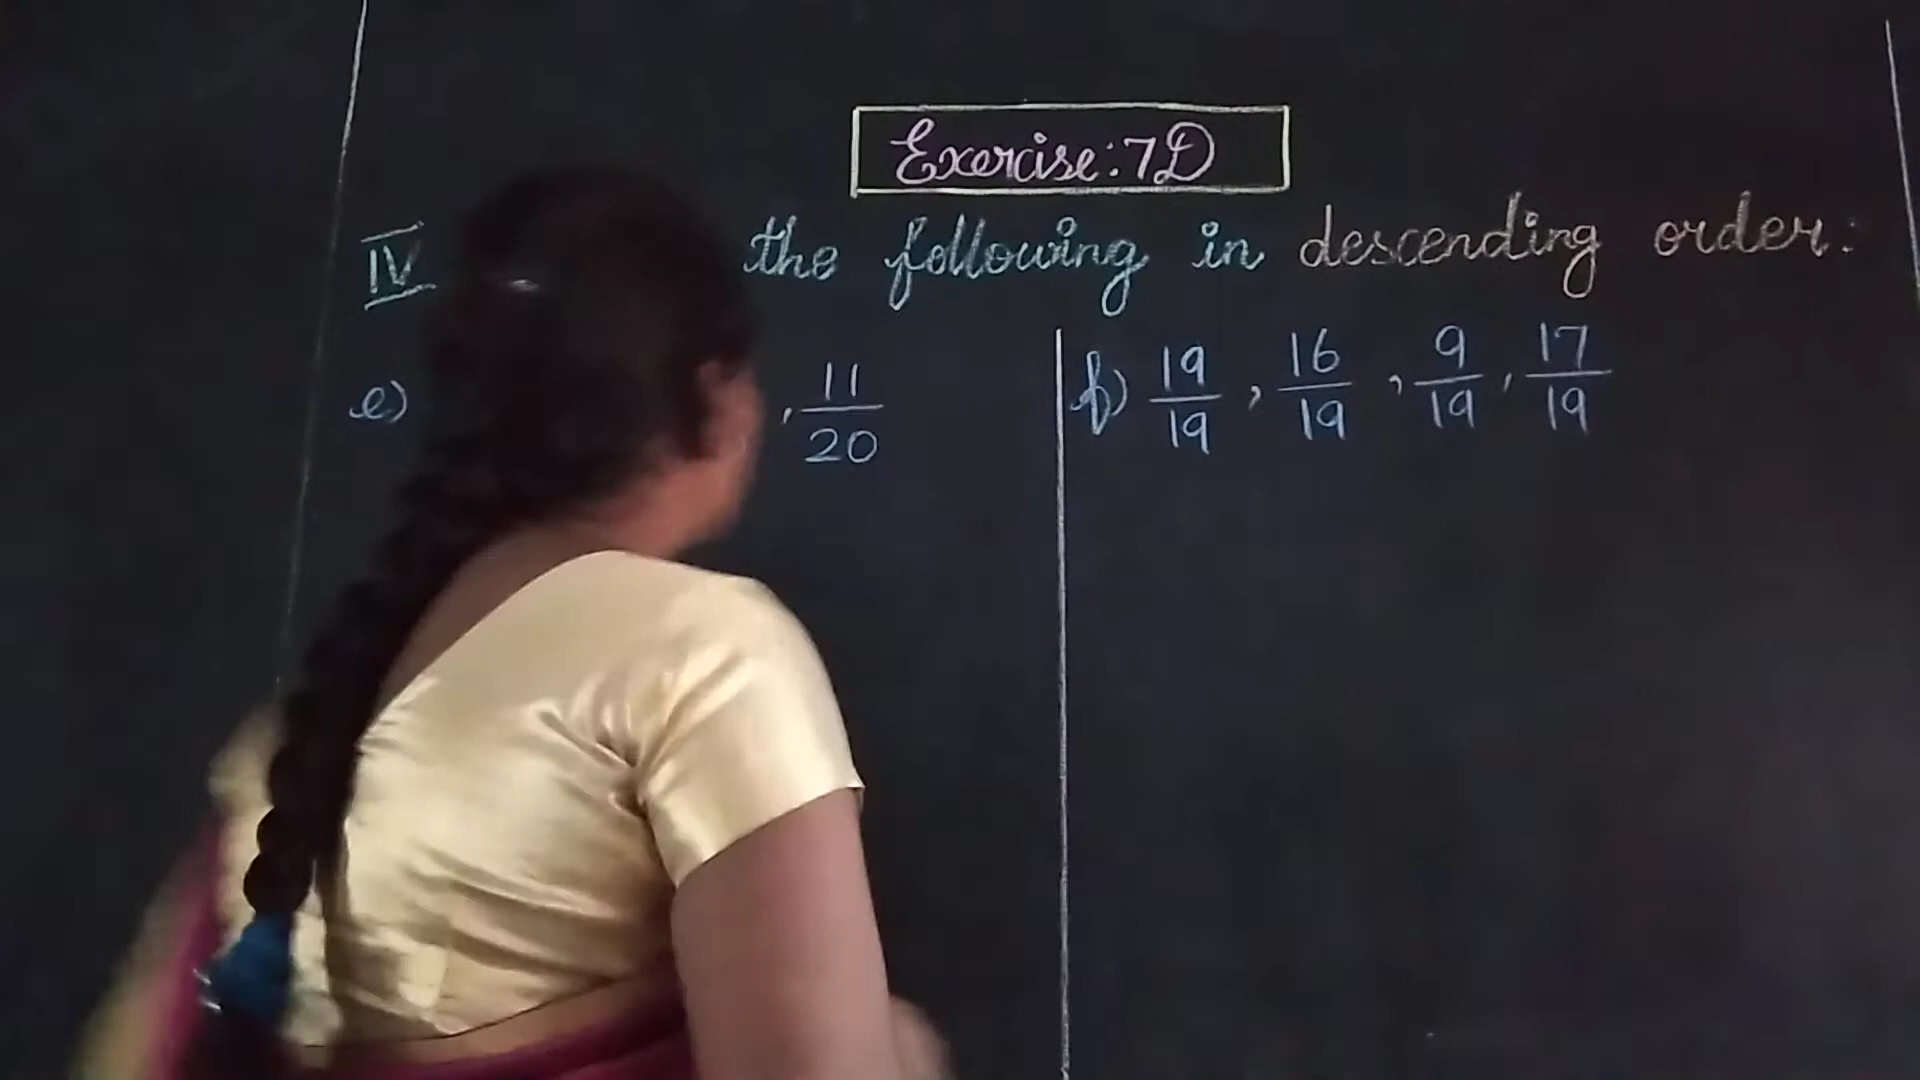 Exercise: 7D
IV the following in descending order:
e) , 11/20
f) 19/19, 16/19, 9/19, 17/19